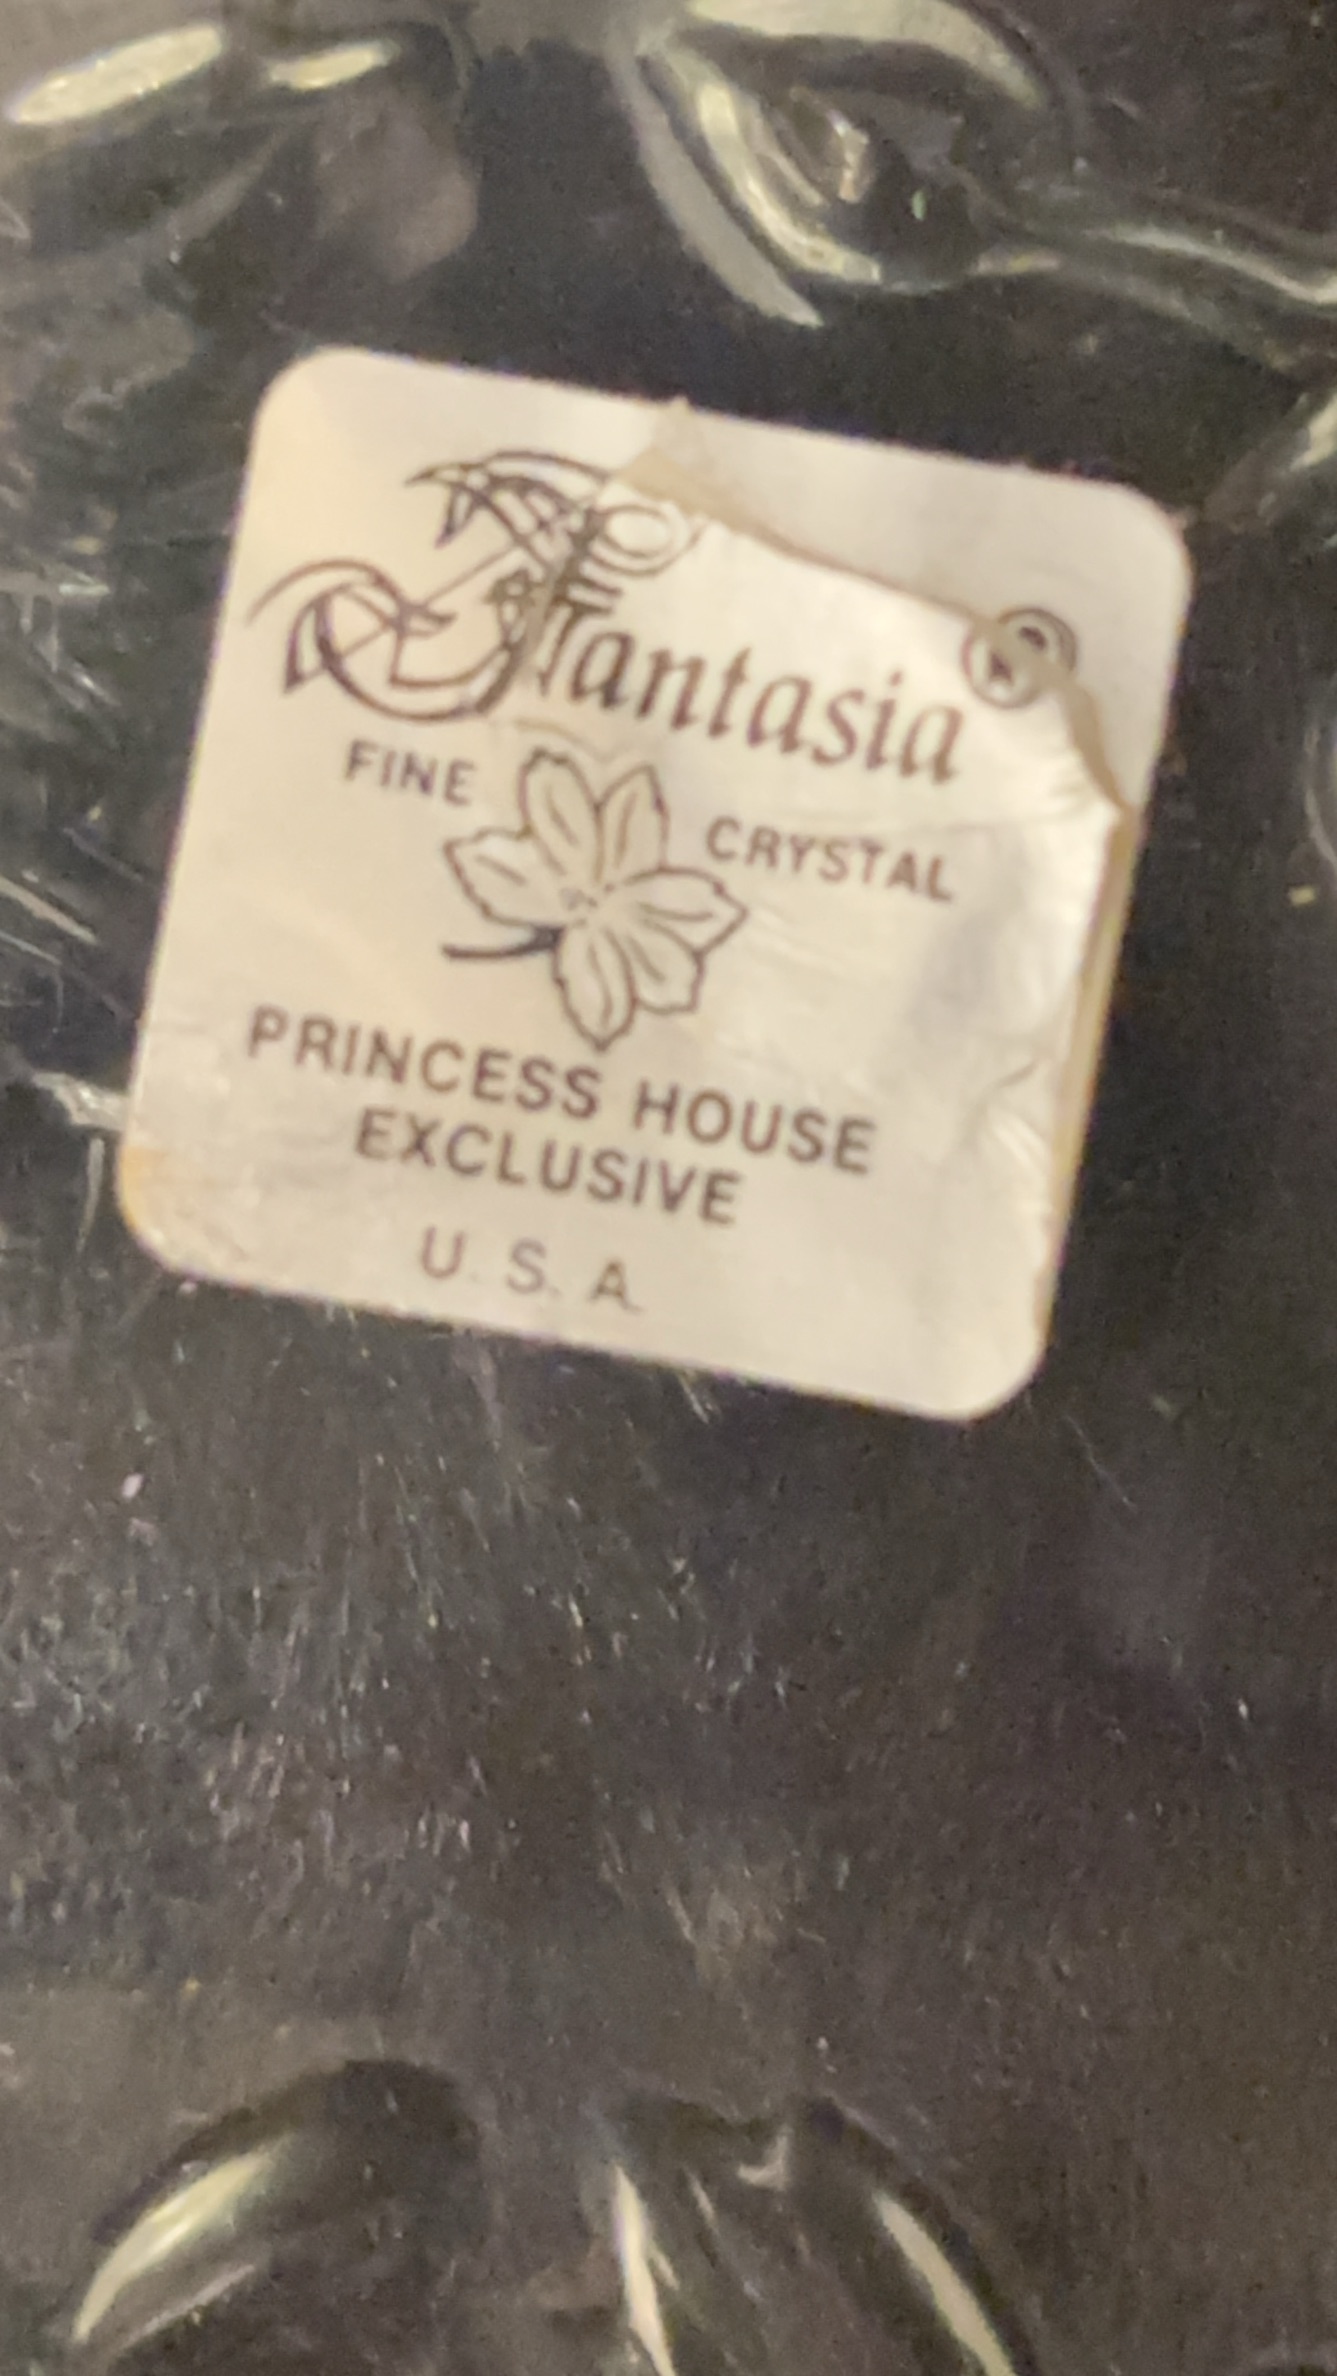 Fantasia ®
FINE CRYSTAL
PRINCESS HOUSE
EXCLUSIVE
U. S. A.